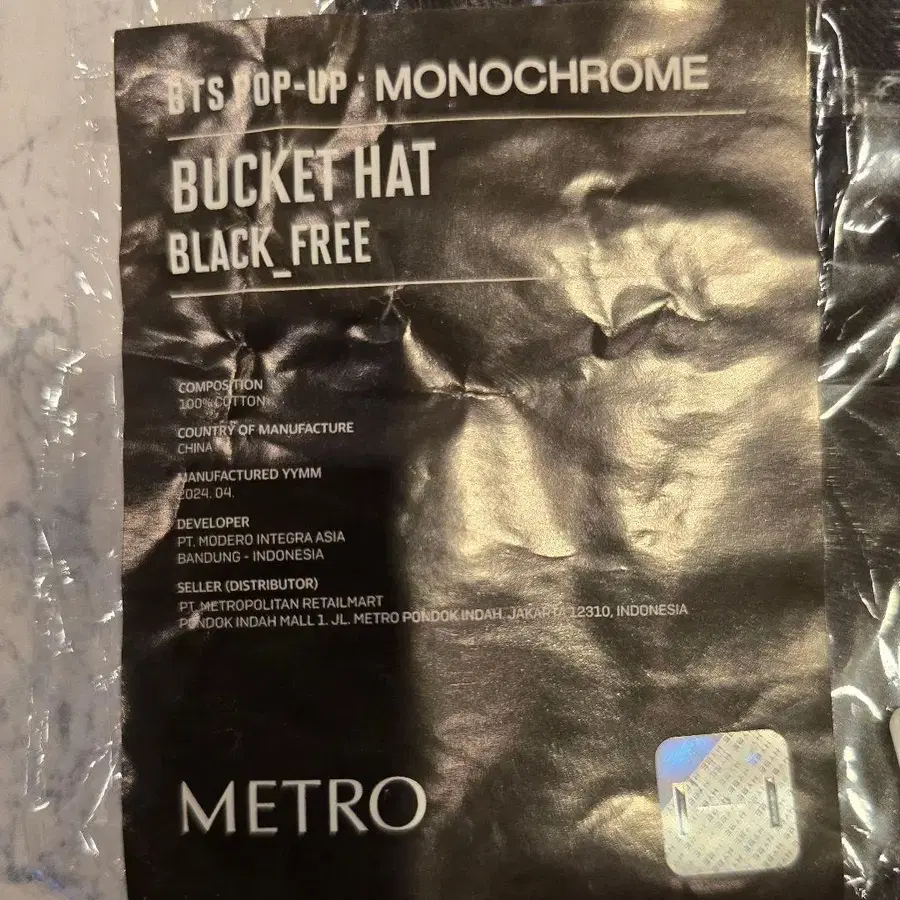 BTS POP-UP : MONOCHROME
BUCKET HAT
BLACK_FREE
COMPOSITION
100% COTTON
COUNTRY OF MANUFACTURE
CHINA
MANUFACTURED YYMM
2024. 04.
DEVELOPER
PT. MODERO INTEGRA ASIA
BANDUNG - INDONESIA
SELLER (DISTRIBUTOR)
PT. METROPOLITAN RETAILMART
PONDOK INDAH MALL 1. JL. METRO PONDOK INDAH. JAKARTA 12310, INDONESIA
METRO